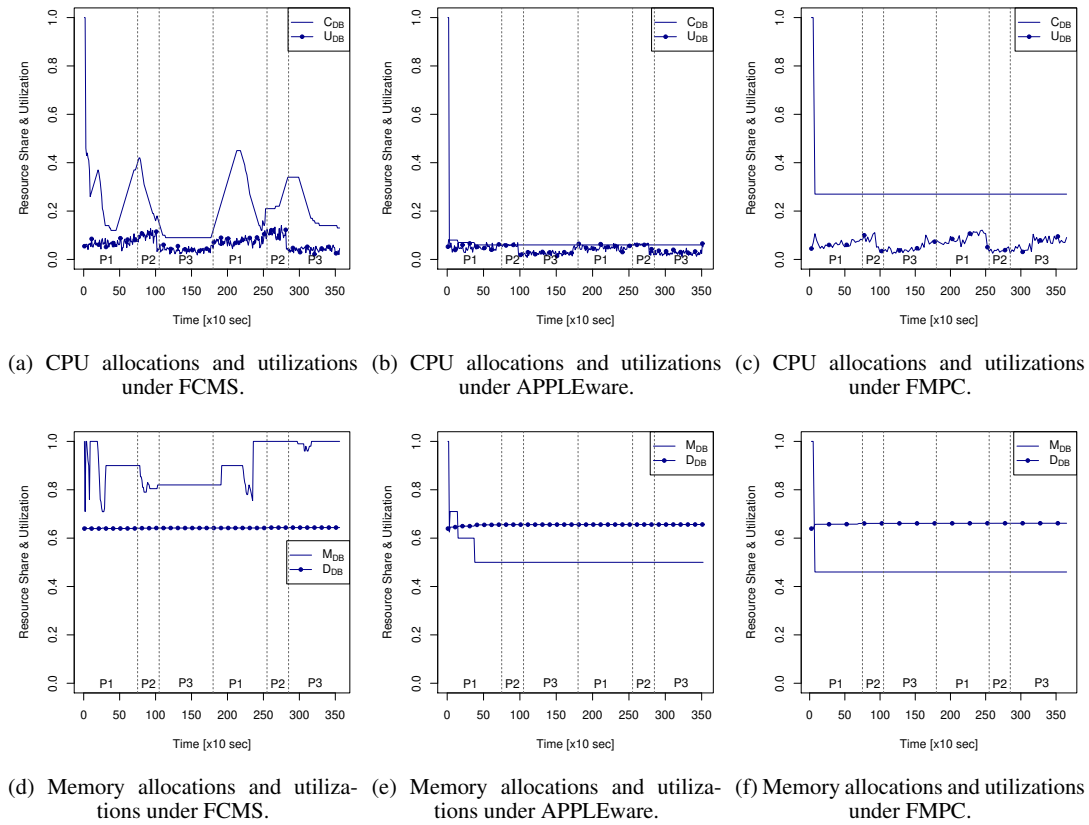 Resource Share & Utilization
1.0
0.8
0.6
0.4
0.2
0.0
C_DB
U_DB
P1 P2 P3 P1 P2 P3
0 50 100 150 200 250 300 350
Time [x10 sec]
(a) CPU allocations and utilizations
under FCMS.
Resource Share & Utilization
1.0
0.8
0.6
0.4
0.2
0.0
C_DB
U_DB
P1 P2 P3 P1 P2 P3
0 50 100 150 200 250 300 350
Time [x10 sec]
(b) CPU allocations and utilizations
under APPLEware.
Resource Share & Utilization
1.0
0.8
0.6
0.4
0.2
0.0
C_DB
U_DB
P1 P2 P3 P1 P2 P3
0 50 100 150 200 250 300 350
Time [x10 sec]
(c) CPU allocations and utilizations
under FMPC.
Resource Share & Utilization
1.0
0.8
0.6
0.4
0.2
0.0
M_DB
D_DB
P1 P2 P3 P1 P2 P3
0 50 100 150 200 250 300 350
Time [x10 sec]
(d) Memory allocations and utiliza-
tions under FCMS.
Resource Share & Utilization
1.0
0.8
0.6
0.4
0.2
0.0
M_DB
D_DB
P1 P2 P3 P1 P2 P3
0 50 100 150 200 250 300 350
Time [x10 sec]
(e) Memory allocations and utiliza-
tions under APPLEware.
Resource Share & Utilization
1.0
0.8
0.6
0.4
0.2
0.0
M_DB
D_DB
P1 P2 P3 P1 P2 P3
0 50 100 150 200 250 300 350
Time [x10 sec]
(f) Memory allocations and utilizations
under FMPC.